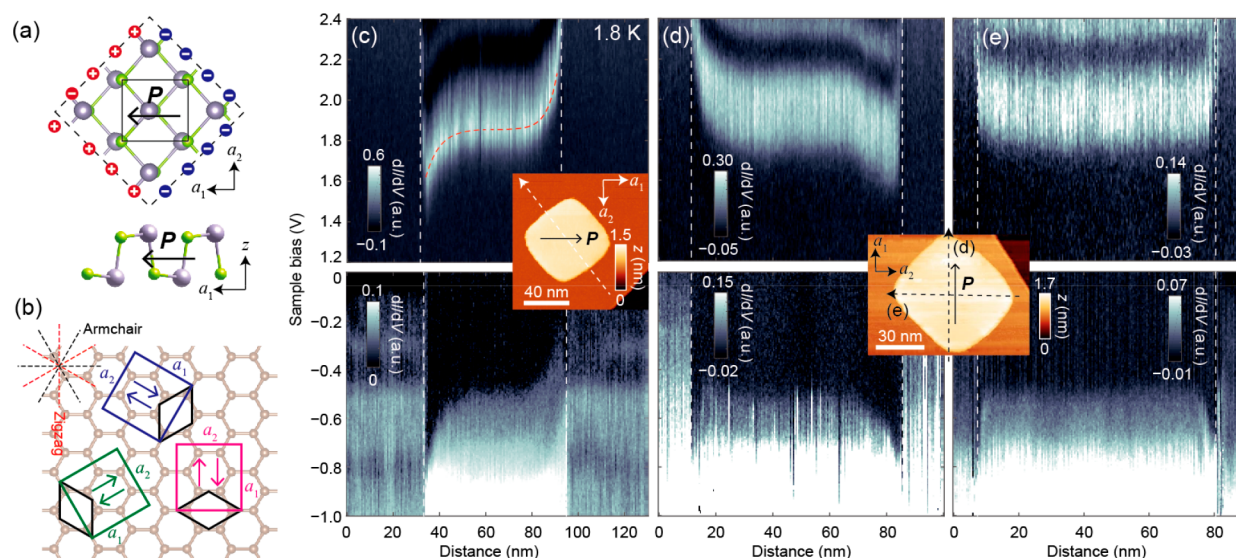 (a)
+ + + +
− − − −
P
a2
a1
P
z
a1
(b)
Armchair
Zigzag
a2
a1
a2
a1
a2
a1
Sample bias (V)
2.4
2.2
2.0
1.8
1.6
1.4
1.2
0
−0.2
−0.4
−0.6
−0.8
−1.0
(c)
1.8 K
0.6
−0.1
dI/dV (a.u.)
a1
a2
P
1.5
0
z (nm)
40 nm
0.1
0
dI/dV (a.u.)
0 20 40 60 80 100 120
Distance (nm)
(d)
0.30
−0.05
dI/dV (a.u.)
0.15
−0.02
dI/dV (a.u.)
0 20 40 60 80 100
Distance (nm)
a1
a2
(d)
P
(e)
30 nm
1.7
0
z (nm)
(e)
0.14
−0.03
dI/dV (a.u.)
0.07
−0.01
dI/dV (a.u.)
0 20 40 60 80
Distance (nm)